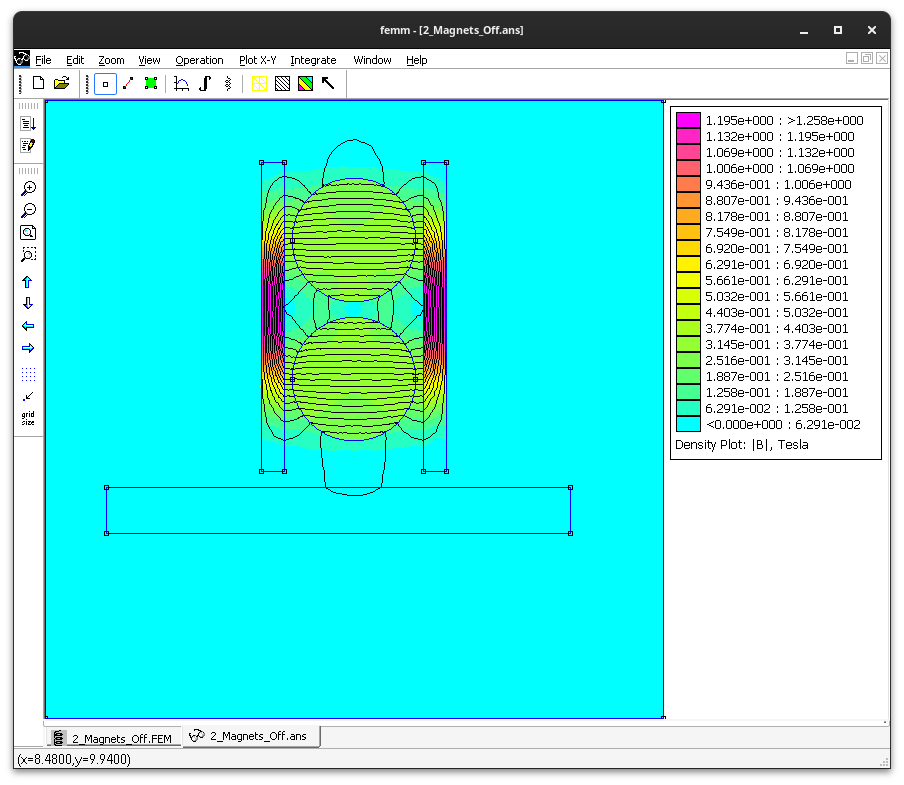 femm - [2_Magnets_Off.ans]
File Edit Zoom View Operation Plot X-Y Integrate Window Help
1.195e+000 : >1.258e+000
1.132e+000 : 1.195e+000
1.069e+000 : 1.132e+000
1.006e+000 : 1.069e+000
9.436e-001 : 1.006e+000
8.807e-001 : 9.436e-001
8.178e-001 : 8.807e-001
7.549e-001 : 8.178e-001
6.920e-001 : 7.549e-001
6.291e-001 : 6.920e-001
5.661e-001 : 6.291e-001
5.032e-001 : 5.661e-001
4.403e-001 : 5.032e-001
3.774e-001 : 4.403e-001
3.145e-001 : 3.774e-001
2.516e-001 : 3.145e-001
1.887e-001 : 2.516e-001
1.258e-001 : 1.887e-001
6.291e-002 : 1.258e-001
<0.000e+000 : 6.291e-002
Density Plot: |B|, Tesla
grid
size
2_Magnets_Off.FEM
2_Magnets_Off.ans
(x=8.4800,y=9.9400)